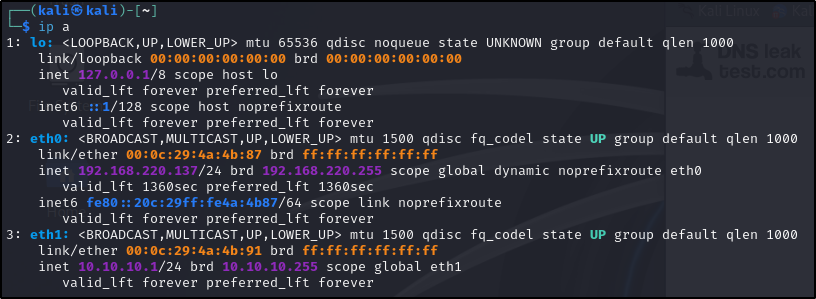 ┌──(kali㉿kali)-[~]
└─$ ip a
1: lo: <LOOPBACK,UP,LOWER_UP> mtu 65536 qdisc noqueue state UNKNOWN group default qlen 1000
    link/loopback 00:00:00:00:00:00 brd 00:00:00:00:00:00
    inet 127.0.0.1/8 scope host lo
       valid_lft forever preferred_lft forever
    inet6 ::1/128 scope host noprefixroute
       valid_lft forever preferred_lft forever
2: eth0: <BROADCAST,MULTICAST,UP,LOWER_UP> mtu 1500 qdisc fq_codel state UP group default qlen 1000
    link/ether 00:0c:29:4a:4b:87 brd ff:ff:ff:ff:ff:ff
    inet 192.168.220.137/24 brd 192.168.220.255 scope global dynamic noprefixroute eth0
       valid_lft 1360sec preferred_lft 1360sec
    inet6 fe80::20c:29ff:fe4a:4b87/64 scope link noprefixroute
       valid_lft forever preferred_lft forever
3: eth1: <BROADCAST,MULTICAST,UP,LOWER_UP> mtu 1500 qdisc fq_codel state UP group default qlen 1000
    link/ether 00:0c:29:4a:4b:91 brd ff:ff:ff:ff:ff:ff
    inet 10.10.10.1/24 brd 10.10.10.255 scope global eth1
       valid_lft forever preferred_lft forever
Kali Linux
DNS leak
test.com